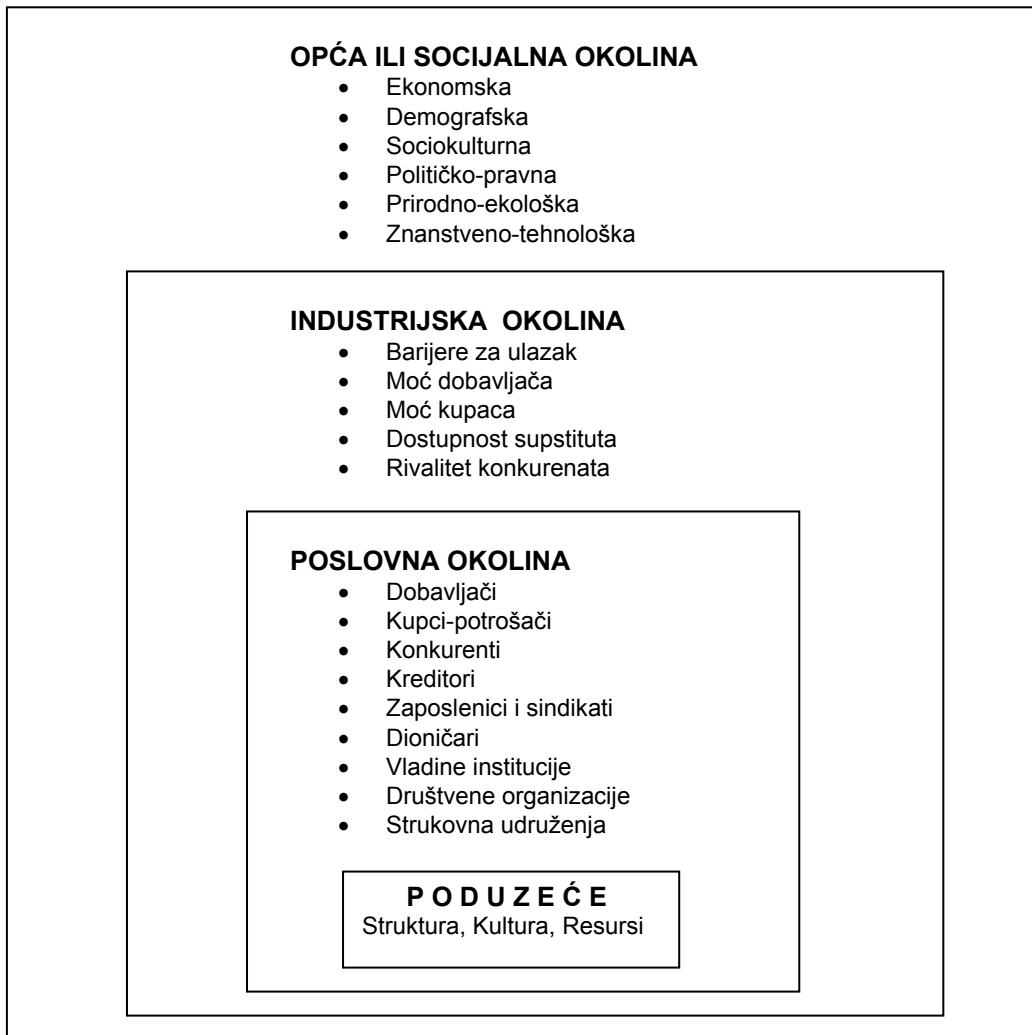 OPĆA ILI SOCIJALNA OKOLINA
• Ekonomska
• Demografska
• Sociokulturna
• Političko-pravna
• Prirodno-ekološka
• Znanstveno-tehnološka
INDUSTRIJSKA OKOLINA
• Barijere za ulazak
• Moć dobavljača
• Moć kupaca
• Dostupnost supstituta
• Rivalitet konkurenata
POSLOVNA OKOLINA
• Dobavljači
• Kupci-potrošači
• Konkurenti
• Kreditori
• Zaposlenici i sindikati
• Dioničari
• Vladine institucije
• Društvene organizacije
• Strukovna udruženja
P O D U Z E Ć E
Struktura, Kultura, Resursi